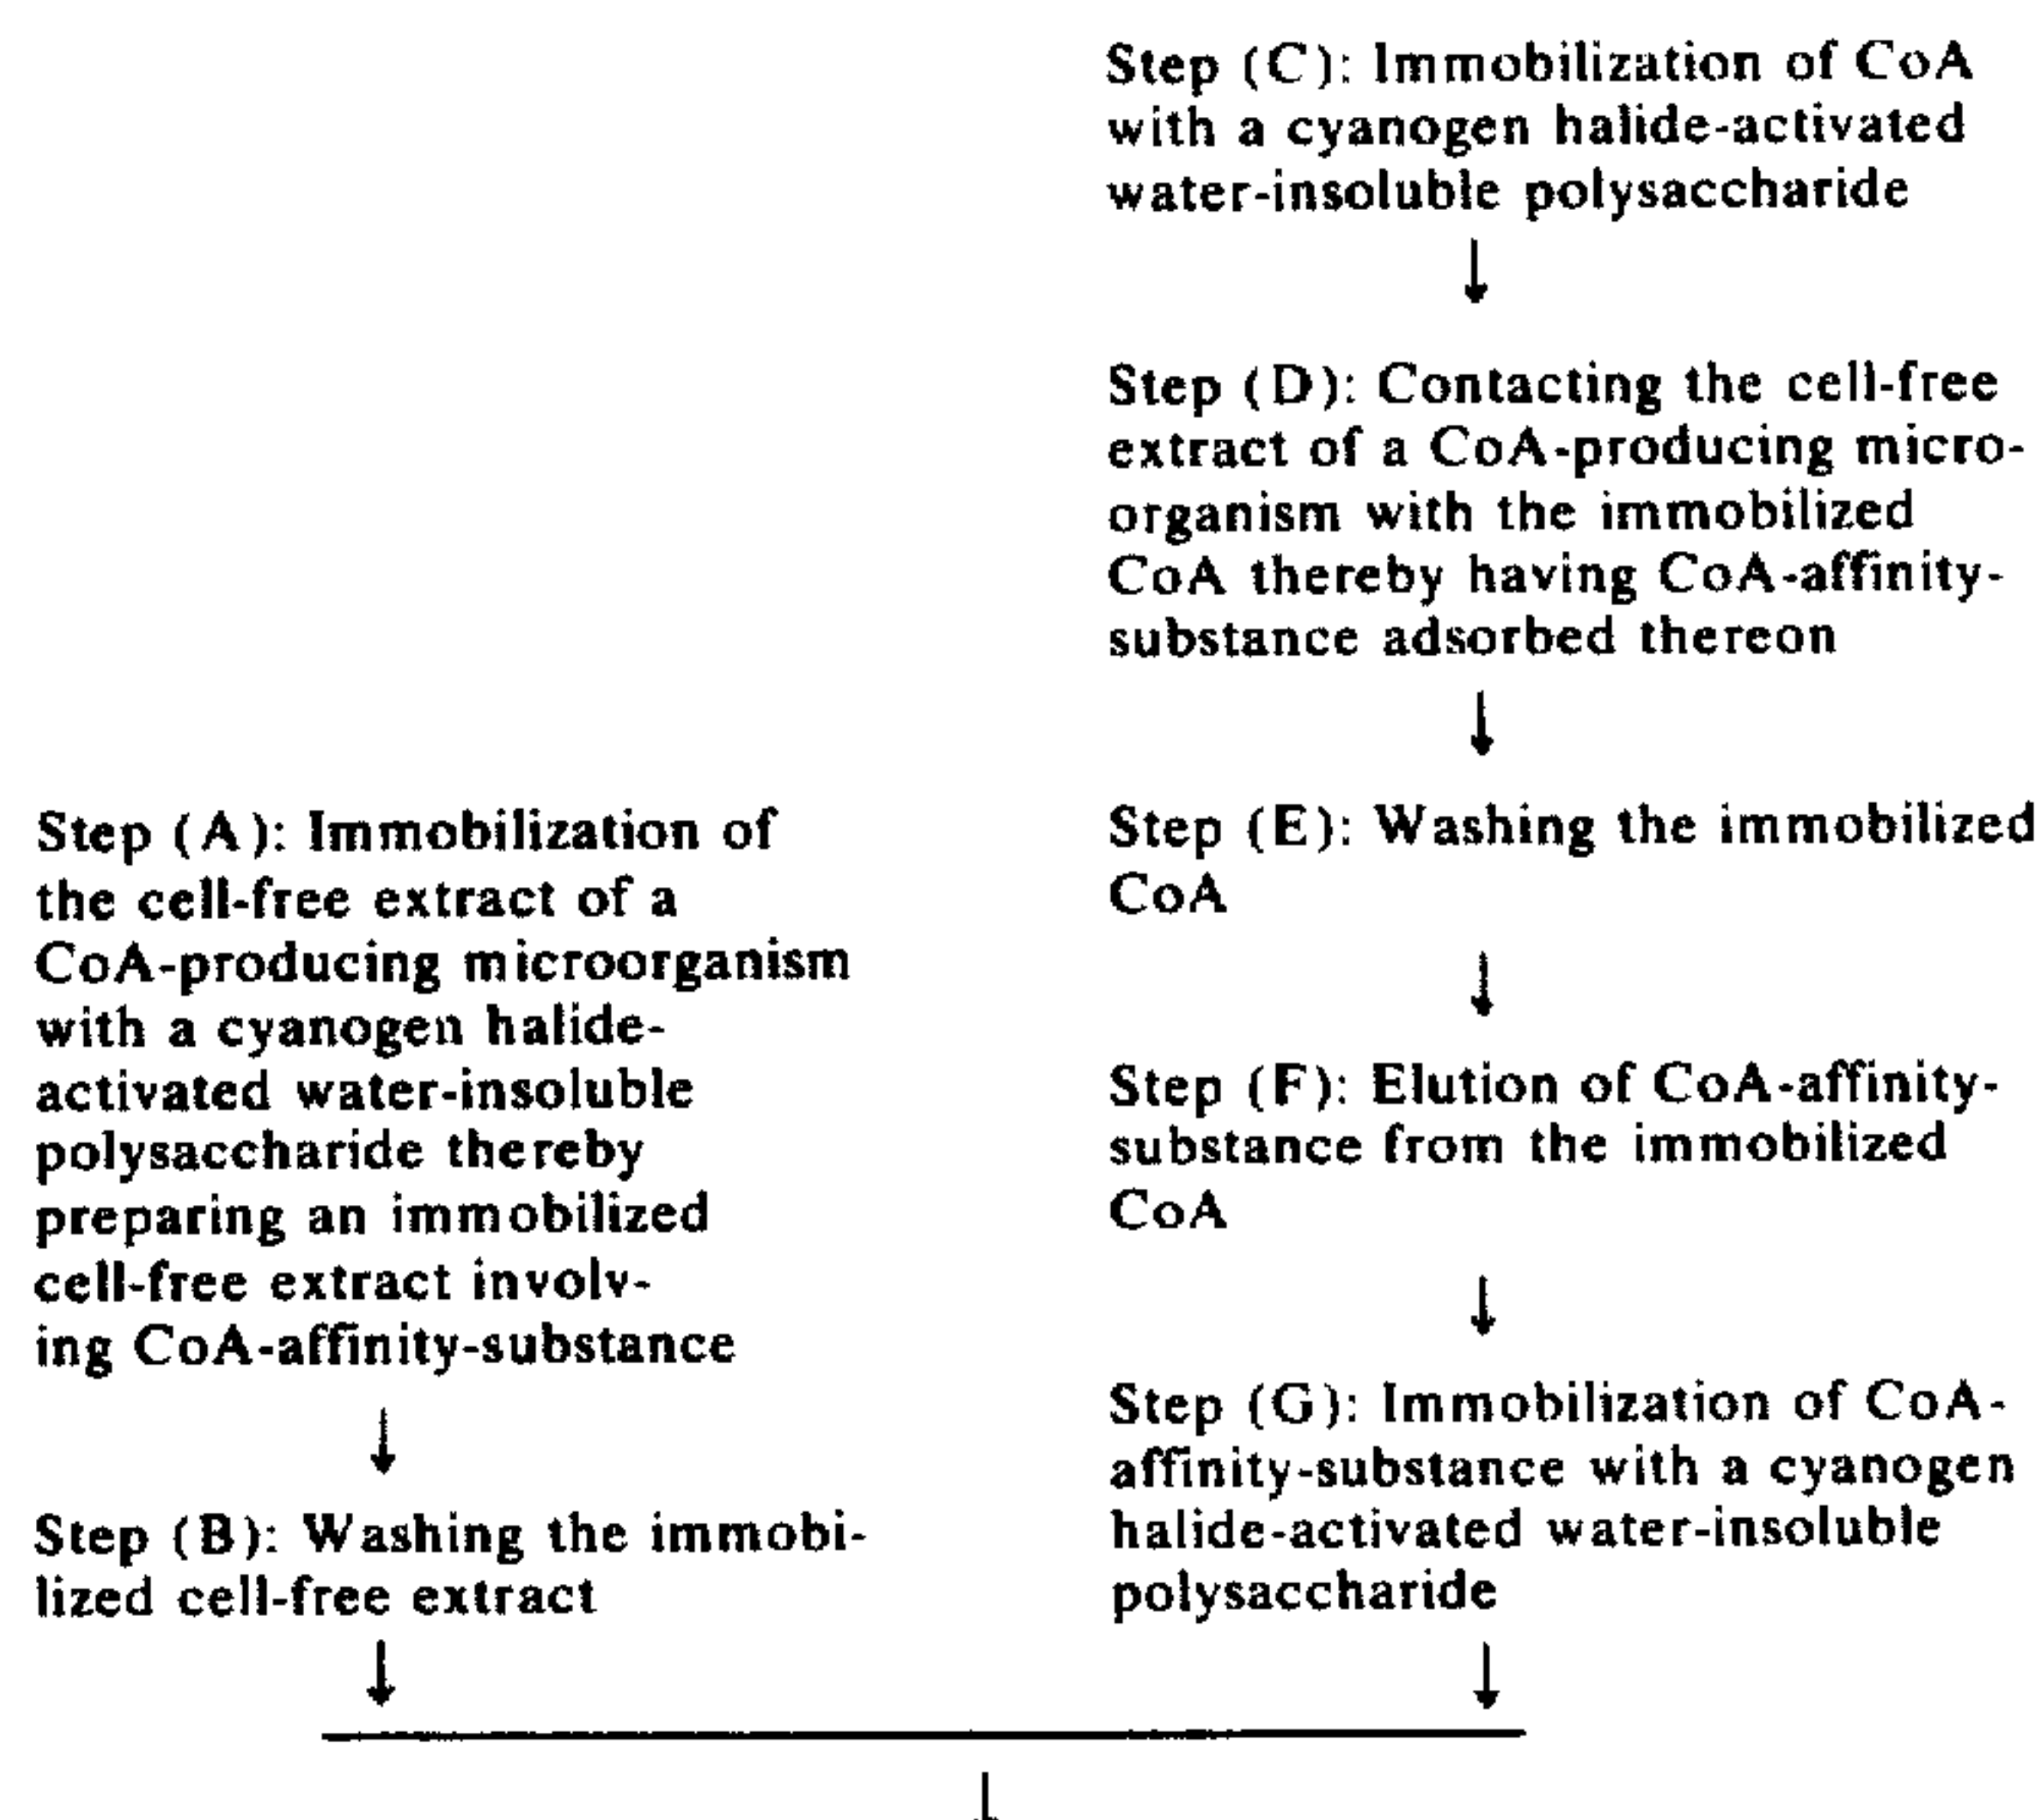 Step (C): Immobilization of CoA
with a cyanogen halide-activated
water-insoluble polysaccharide
Step (D): Contacting the cell-free
extract of a CoA-producing micro-
organism with the immobilized
CoA thereby having CoA-affinity-
substance adsorbed thereon
Step (A): Immobilization of
the cell-free extract of a
CoA-producing microorganism
with a cyanogen halide-
activated water-insoluble
polysaccharide thereby
preparing an immobilized
cell-free extract involv-
ing CoA-affinity-substance
Step (B): Washing the immobi-
lized cell-free extract
Step (E): Washing the immobilized
CoA
Step (F): Elution of CoA-affinity-
substance from the immobilized
CoA
Step (G): Immobilization of CoA-
affinity-substance with a cyanogen
halide-activated water-insoluble
polysaccharide